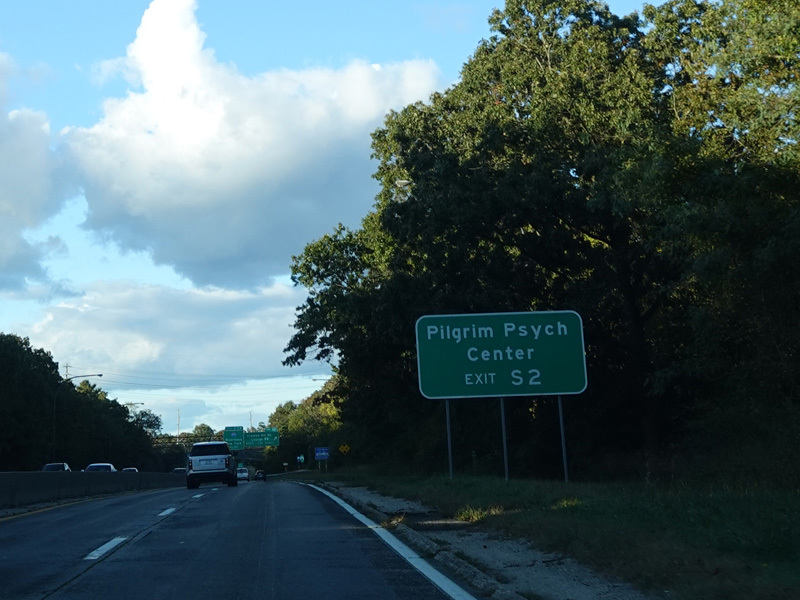 Pilgrim Psych
Center
EXIT S2